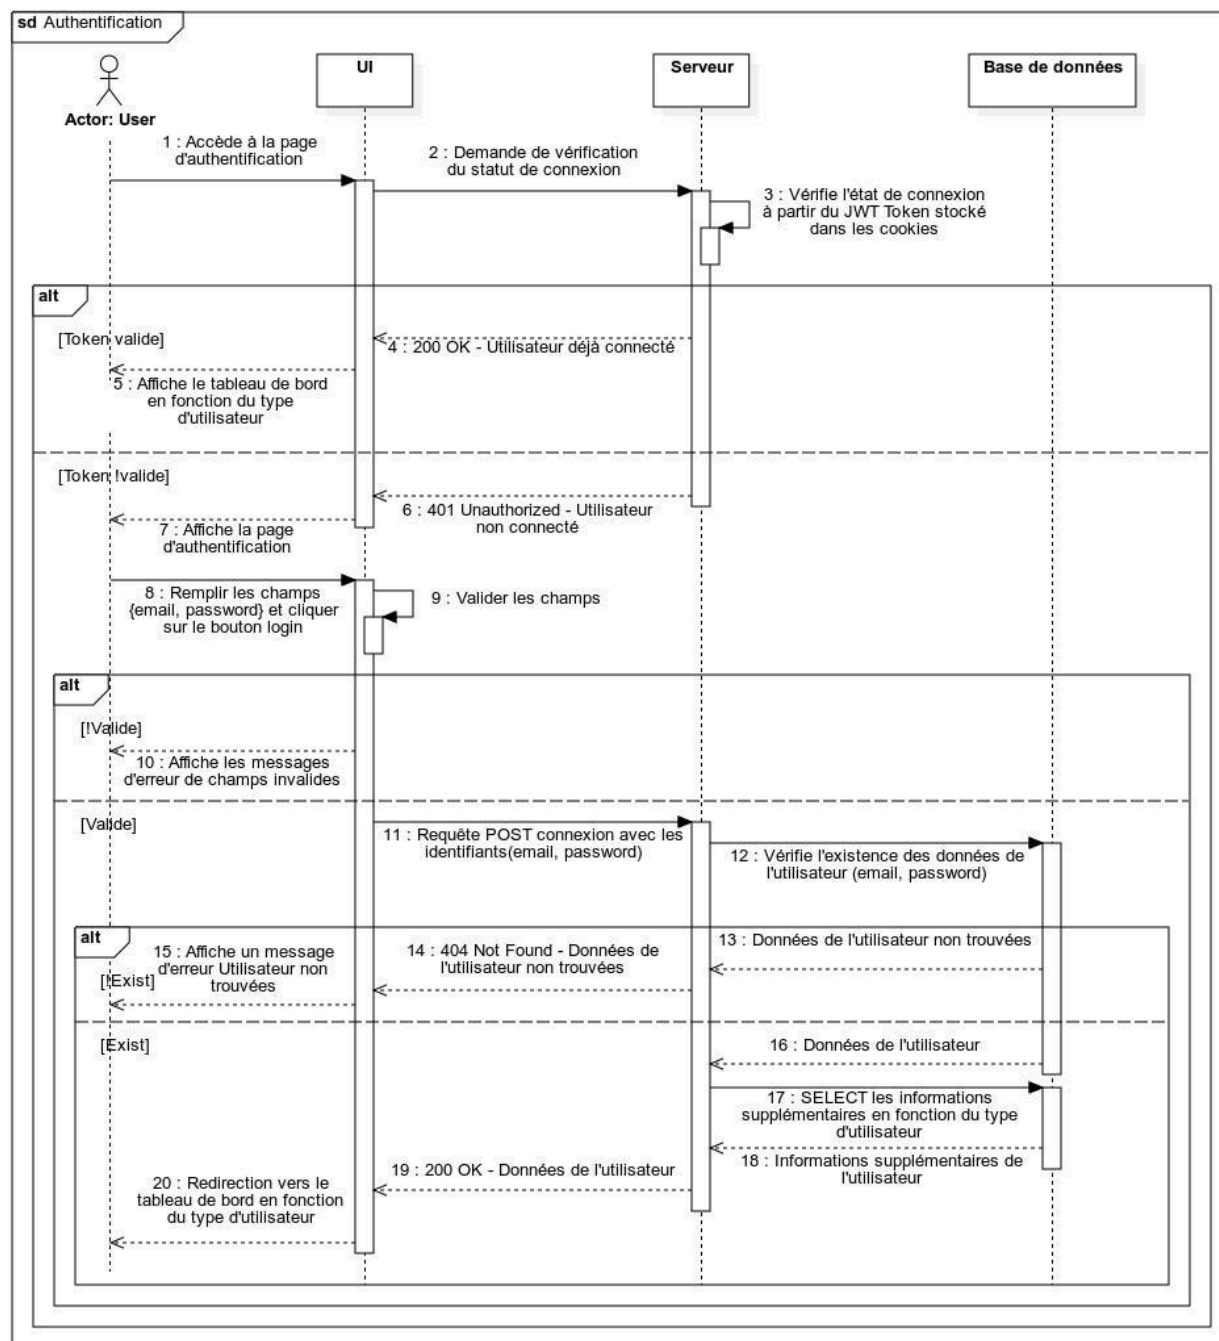 sd Authentification
UI
Serveur
Base de données
Actor: User
1 : Accède à la page
d'authentification
2 : Demande de vérification
du statut de connexion
3 : Vérifie l'état de connexion
à partir du JWT Token stocké
dans les cookies
alt
[Token valide]
4 : 200 OK - Utilisateur déjà connecté
5 : Affiche le tableau de bord
en fonction du type
d'utilisateur
[Token !valide]
6 : 401 Unauthorized - Utilisateur
non connecté
7 : Affiche la page
d'authentification
8 : Remplir les champs
{email, password} et cliquer
sur le bouton login
9 : Valider les champs
alt
[!Valide]
10 : Affiche les messages
d'erreur de champs invalides
[Valide]
11 : Requête POST connexion avec les
identifiants(email, password)
12 : Vérifie l'existence des données de
l'utilisateur (email, password)
alt
13 : Données de l'utilisateur non trouvées
14 : 404 Not Found - Données de
l'utilisateur non trouvées
15 : Affiche un message
d'erreur Utilisateur non
trouvées
[!Exist]
[Exist]
16 : Données de l'utilisateur
17 : SELECT les informations
supplémentaires en fonction du type
d'utilisateur
18 : Informations supplémentaires de
l'utilisateur
19 : 200 OK - Données de l'utilisateur
20 : Redirection vers le
tableau de bord en fonction
du type d'utilisateur